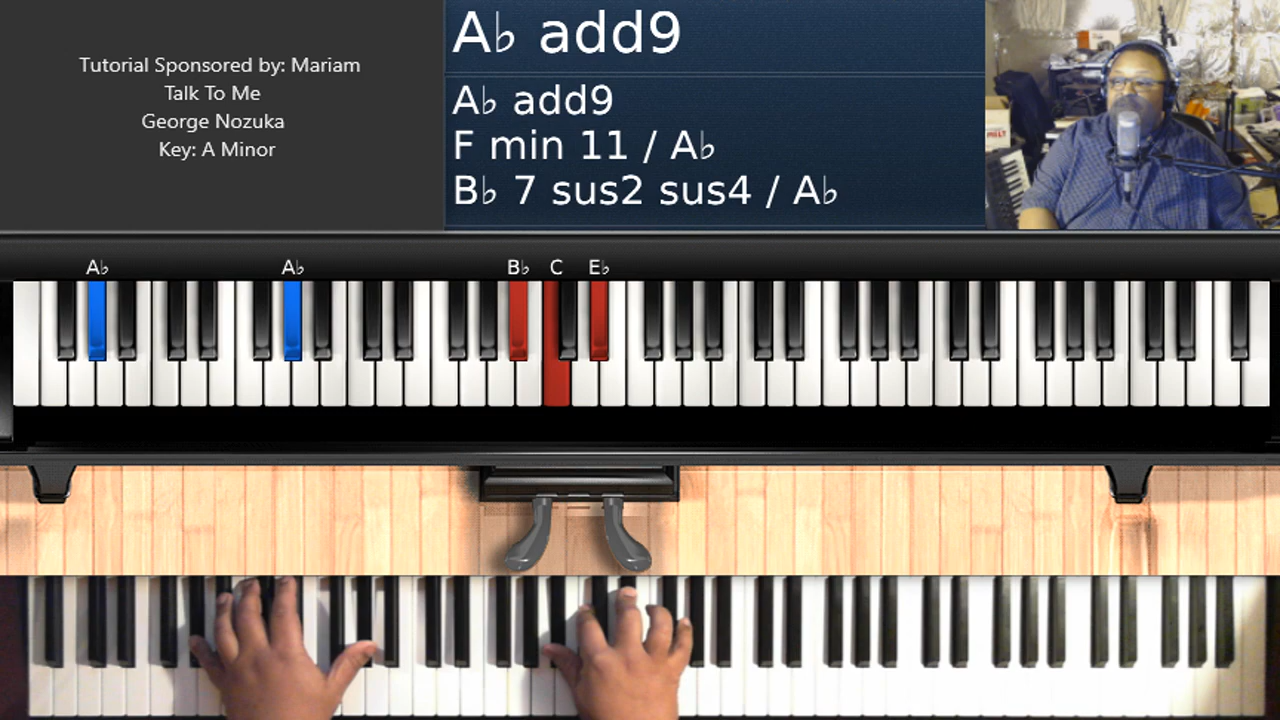 Tutorial Sponsored by: Mariam
Talk To Me
George Nozuka
Key: A Minor
A♭ add9
A♭ add9
F min 11 / A♭
B♭ 7 sus2 sus4 / A♭
A♭ A♭ B♭ C E♭